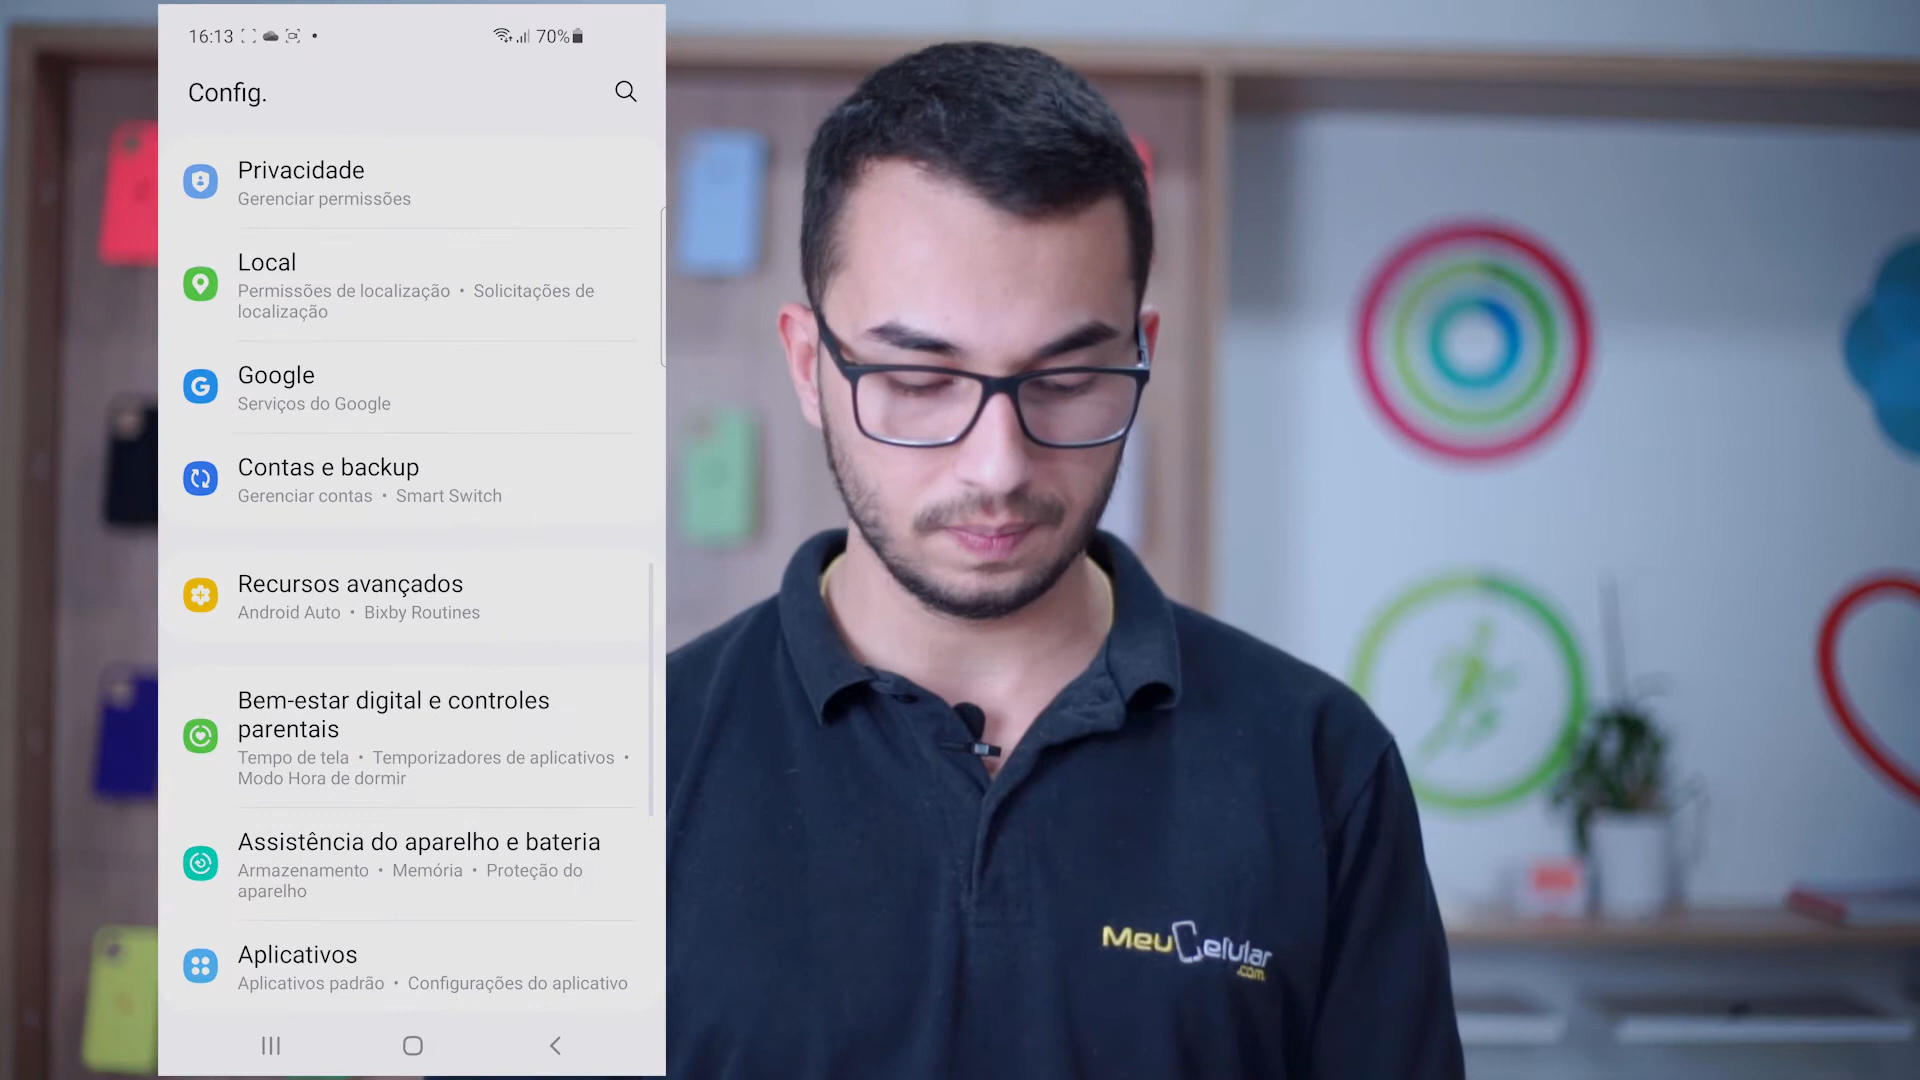 16:13
70%
Config.
Privacidade
Gerenciar permissões
Local
Permissões de localização • Solicitações de
localização
Google
Serviços do Google
Contas e backup
Gerenciar contas • Smart Switch
Recursos avançados
Android Auto • Bixby Routines
Bem-estar digital e controles
parentais
Tempo de tela • Temporizadores de aplicativos •
Modo Hora de dormir
Assistência do aparelho e bateria
Armazenamento • Memória • Proteção do
aparelho
Aplicativos
Aplicativos padrão • Configurações do aplicativo
MeuCelular
.com